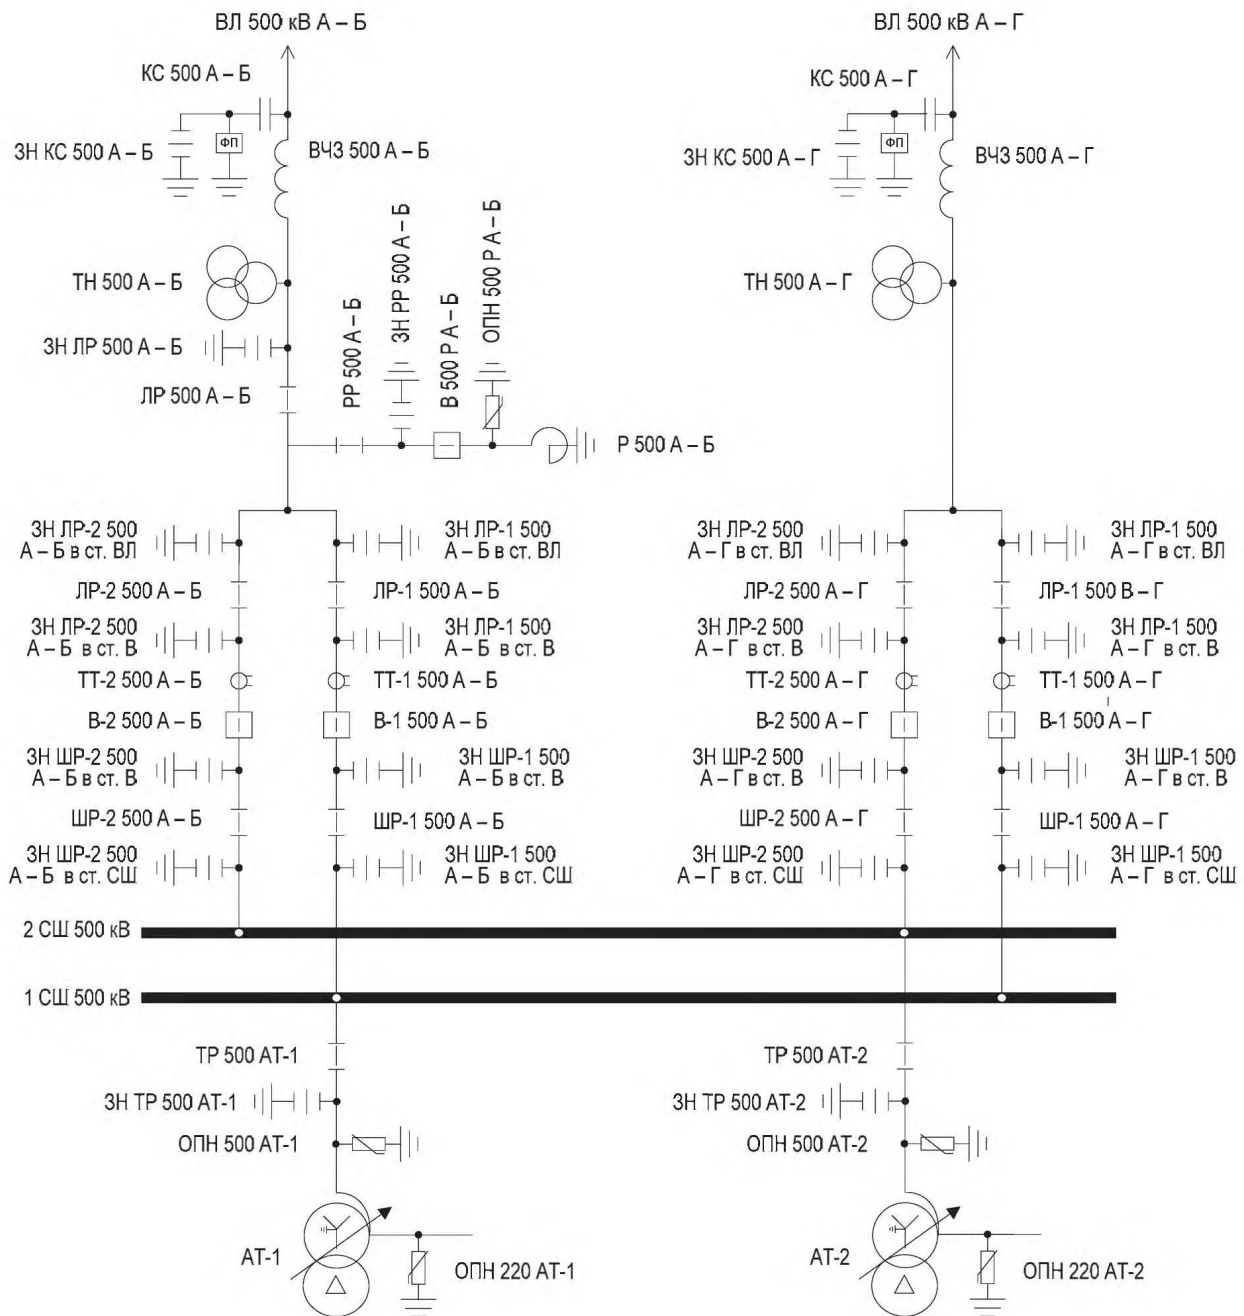 ВЛ 500 кВ А – Б
ВЛ 500 кВ А – Г
КС 500 А – Б
КС 500 А – Г
ФП
ФП
ЗН КС 500 А – Б
ВЧЗ 500 А – Б
ЗН КС 500 А – Г
ВЧЗ 500 А – Г
ТН 500 А – Б
ТН 500 А – Г
ЗН ЛР 500 А – Б
ЛР 500 А – Б
РР 500 А – Б
ЗН РР 500 А – Б
В 500 Р А – Б
ОПН 500 Р А – Б
Р 500 А – Б
ЗН ЛР-2 500
А – Б в ст. ВЛ
ЗН ЛР-1 500
А – Б в ст. ВЛ
ЗН ЛР-2 500
А – Г в ст. ВЛ
ЗН ЛР-1 500
А – Г в ст. ВЛ
ЛР-2 500 А – Б
ЛР-1 500 А – Б
ЛР-2 500 А – Г
ЛР-1 500 В – Г
ЗН ЛР-2 500
А – Б в ст. В
ЗН ЛР-1 500
А – Б в ст. В
ЗН ЛР-2 500
А – Г в ст. В
ЗН ЛР-1 500
А – Г в ст. В
ТТ-2 500 А – Б
ТТ-1 500 А – Б
ТТ-2 500 А – Г
ТТ-1 500 А – Г
В-2 500 А – Б
В-1 500 А – Б
В-2 500 А – Г
В-1 500 А – Г
ЗН ШР-2 500
А – Б в ст. В
ЗН ШР-1 500
А – Б в ст. В
ЗН ШР-2 500
А – Г в ст. В
ЗН ШР-1 500
А – Г в ст. В
ШР-2 500 А – Б
ШР-1 500 А – Б
ШР-2 500 А – Г
ШР-1 500 А – Г
ЗН ШР-2 500
А – Б в ст. СШ
ЗН ШР-1 500
А – Б в ст. СШ
ЗН ШР-2 500
А – Г в ст. СШ
ЗН ШР-1 500
А – Г в ст. СШ
2 СШ 500 кВ
1 СШ 500 кВ
ТР 500 АТ-1
ТР 500 АТ-2
ЗН ТР 500 АТ-1
ЗН ТР 500 АТ-2
ОПН 500 АТ-1
ОПН 500 АТ-2
АТ-1
ОПН 220 АТ-1
АТ-2
ОПН 220 АТ-2